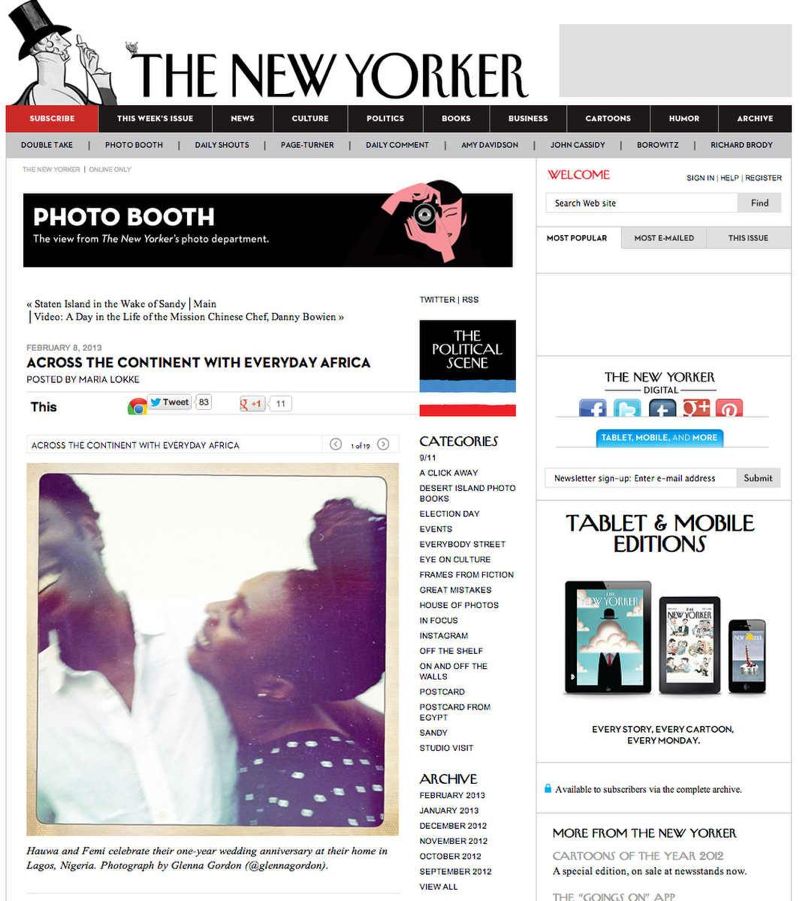 THE NEW YORKER
SUBSCRIBE
THIS WEEK'S ISSUE
NEWS
CULTURE
POLITICS
BOOKS
BUSINESS
CARTOONS
HUMOR
ARCHIVE
DOUBLE TAKE | PHOTO BOOTH | DAILY SHOUTS | PAGE-TURNER | DAILY COMMENT | AMY DAVIDSON | JOHN CASSIDY | BOROWITZ | RICHARD BRODY
THE NEW YORKER | ONLINE ONLY
PHOTO BOOTH
The view from The New Yorker's photo department.
« Staten Island in the Wake of Sandy | Main
| Video: A Day in the Life of the Mission Chinese Chef, Danny Bowien »
FEBRUARY 8, 2013
ACROSS THE CONTINENT WITH EVERYDAY AFRICA
POSTED BY MARIA LOKKE
This
Tweet 83
+1 11
ACROSS THE CONTINENT WITH EVERYDAY AFRICA
1 of 19
Hauwa and Femi celebrate their one-year wedding anniversary at their home in
Lagos, Nigeria. Photograph by Glenna Gordon (@glennagordon).
TWITTER | RSS
THE
POLITICAL
SCENE
CATEGORIES
9/11
A CLICK AWAY
DESERT ISLAND PHOTO
BOOKS
ELECTION DAY
EVENTS
EVERYBODY STREET
EYE ON CULTURE
FRAMES FROM FICTION
GREAT MISTAKES
HOUSE OF PHOTOS
IN FOCUS
INSTAGRAM
OFF THE SHELF
ON AND OFF THE
WALLS
POSTCARD
POSTCARD FROM
EGYPT
SANDY
STUDIO VISIT
ARCHIVE
FEBRUARY 2013
JANUARY 2013
DECEMBER 2012
NOVEMBER 2012
OCTOBER 2012
SEPTEMBER 2012
VIEW ALL
WELCOME
SIGN IN | HELP | REGISTER
Search Web site
Find
MOST POPULAR
MOST E-MAILED
THIS ISSUE
THE NEW YORKER
DIGITAL
TABLET, MOBILE, AND MORE
Newsletter sign-up: Enter e-mail address
Submit
TABLET & MOBILE
EDITIONS
THE
NEW YORKER
NEW YORKER
EVERY STORY, EVERY CARTOON,
EVERY MONDAY.
Available to subscribers via the complete archive.
MORE FROM THE NEW YORKER
CARTOONS OF THE YEAR 2012
A special edition, on sale at newsstands now.
THE "GOINGS ON" APP